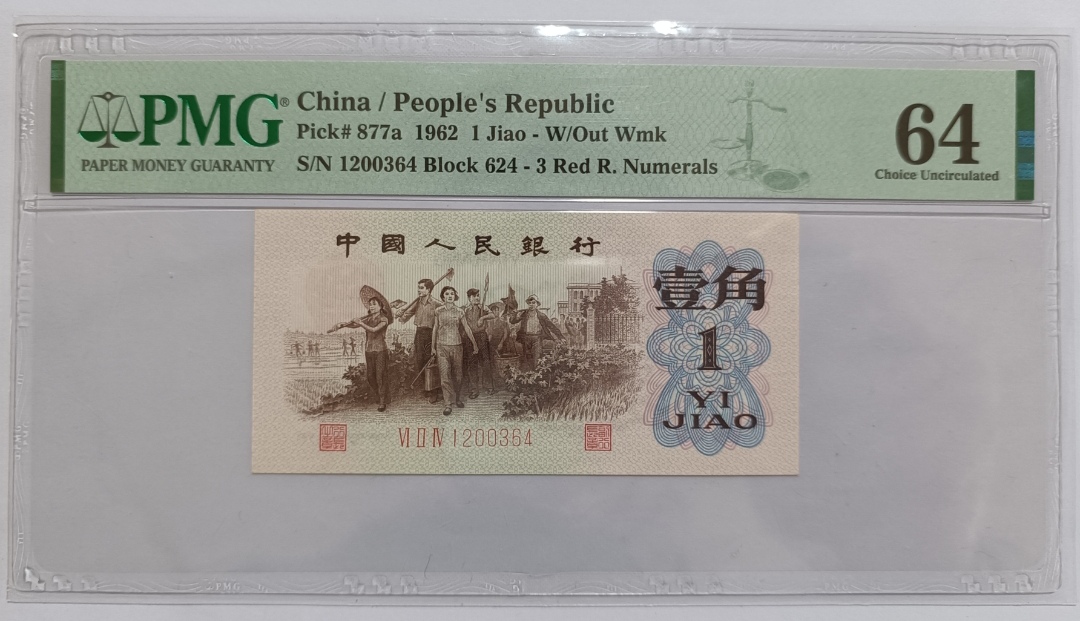 PMG®
PAPER MONEY GUARANTY
China / People's Republic
Pick# 877a 1962 1 Jiao - W/Out Wmk
S/N 1200364 Block 624 - 3 Red R. Numerals
64
Choice Uncirculated
中國人民銀行
壹角
1
YI
JIAO
VI II IV 1200364
PMG